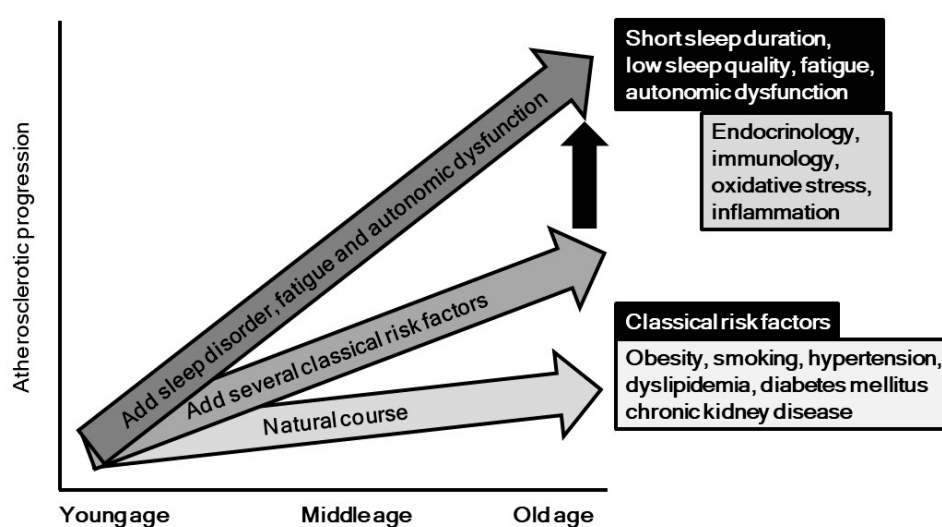 Short sleep duration,
low sleep quality, fatigue,
autonomic dysfunction
Endocrinology,
immunology,
oxidative stress,
inflammation
Atherosclerotic progression
Add sleep disorder, fatigue and autonomic dysfunction
Add several classical risk factors
Natural course
Classical risk factors
Obesity, smoking, hypertension,
dyslipidemia, diabetes mellitus
chronic kidney disease
Young age
Middle age
Old age